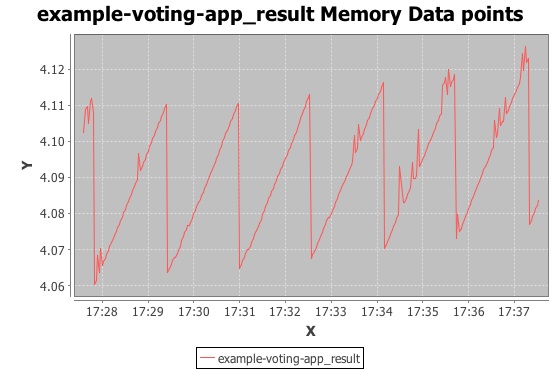 example-voting-app_result Memory Data points
Y
4.12
4.11
4.10
4.09
4.08
4.07
4.06
17:28 17:29 17:30 17:31 17:32 17:33 17:34 17:35 17:36 17:37
X
example-voting-app_result